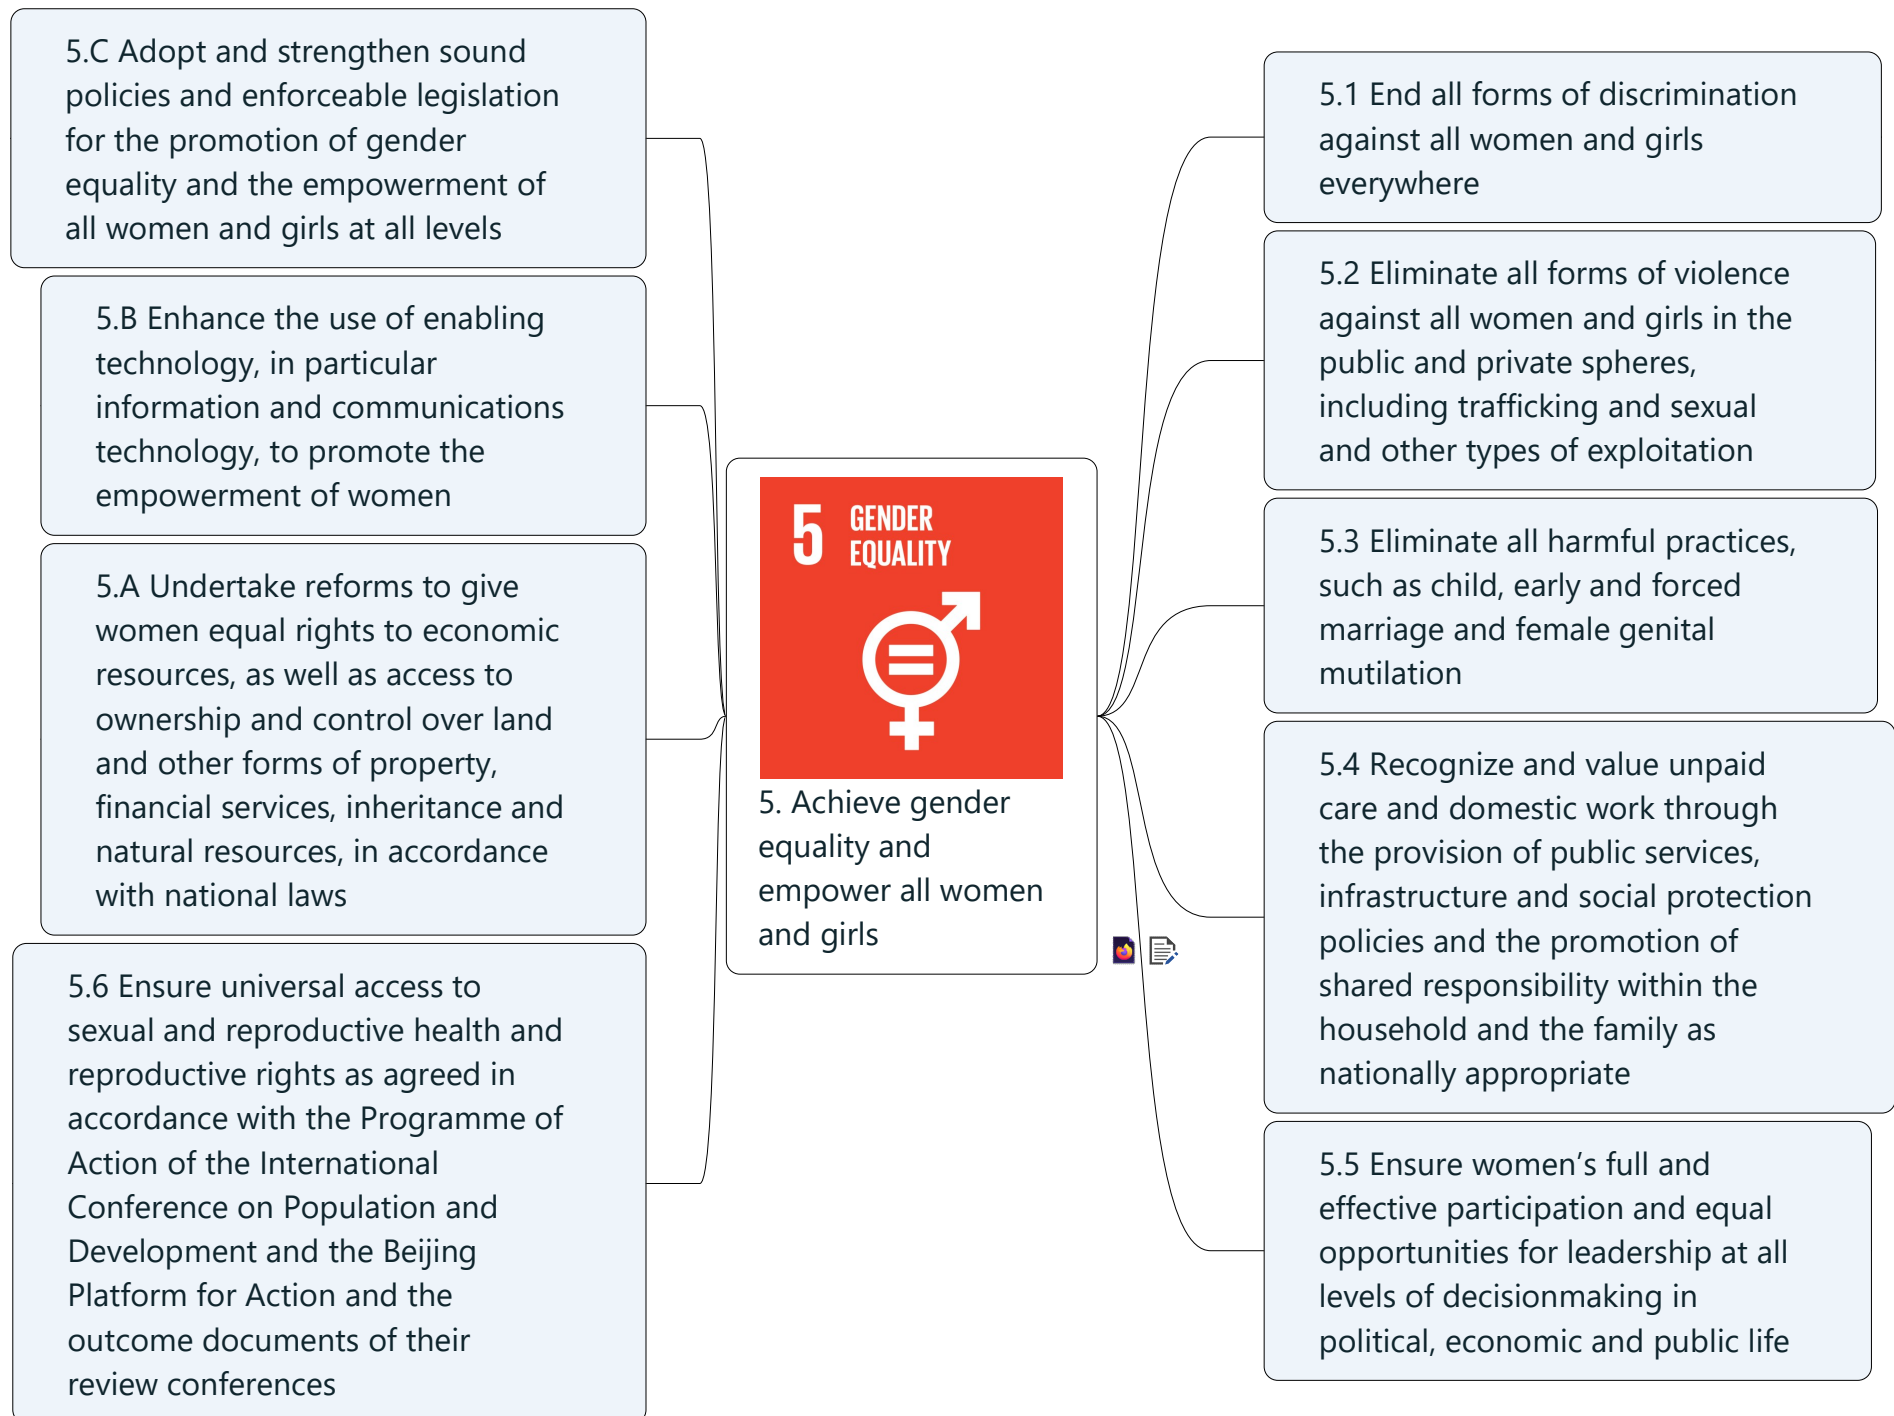 5.C Adopt and strengthen sound
policies and enforceable legislation
for the promotion of gender
equality and the empowerment of
all women and girls at all levels
5.B Enhance the use of enabling
technology, in particular
information and communications
technology, to promote the
empowerment of women
5.A Undertake reforms to give
women equal rights to economic
resources, as well as access to
ownership and control over land
and other forms of property,
financial services, inheritance and
natural resources, in accordance
with national laws
5.6 Ensure universal access to
sexual and reproductive health and
reproductive rights as agreed in
accordance with the Programme of
Action of the International
Conference on Population and
Development and the Beijing
Platform for Action and the
outcome documents of their
review conferences
5 GENDER
EQUALITY
5. Achieve gender
equality and
empower all women
and girls
5.1 End all forms of discrimination
against all women and girls
everywhere
5.2 Eliminate all forms of violence
against all women and girls in the
public and private spheres,
including trafficking and sexual
and other types of exploitation
5.3 Eliminate all harmful practices,
such as child, early and forced
marriage and female genital
mutilation
5.4 Recognize and value unpaid
care and domestic work through
the provision of public services,
infrastructure and social protection
policies and the promotion of
shared responsibility within the
household and the family as
nationally appropriate
5.5 Ensure women’s full and
effective participation and equal
opportunities for leadership at all
levels of decisionmaking in
political, economic and public life